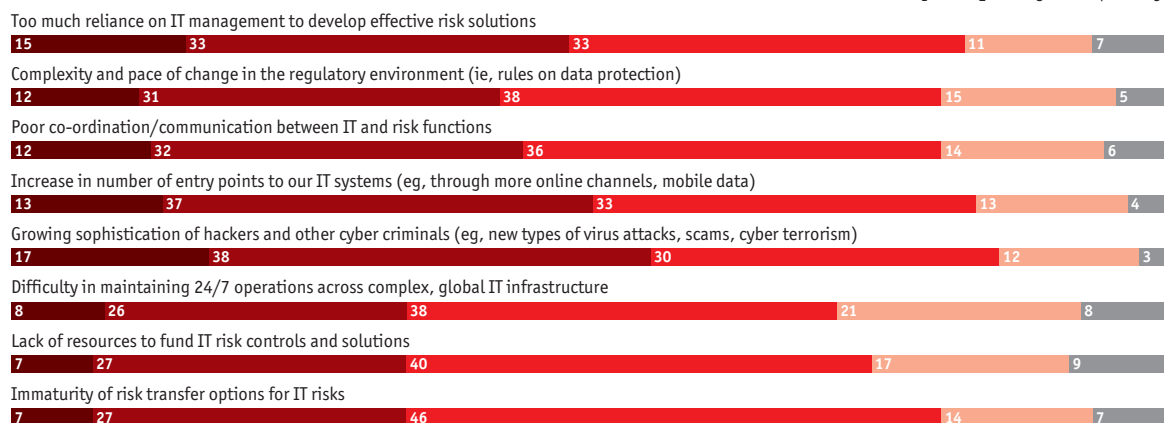 Too much reliance on IT management to develop effective risk solutions
15 33 33 11 7
Complexity and pace of change in the regulatory environment (ie, rules on data protection)
12 31 38 15 5
Poor co-ordination/communication between IT and risk functions
12 32 36 14 6
Increase in number of entry points to our IT systems (eg, through more online channels, mobile data)
13 37 33 13 4
Growing sophistication of hackers and other cyber criminals (eg, new types of virus attacks, scams, cyber terrorism)
17 38 30 12 3
Difficulty in maintaining 24/7 operations across complex, global IT infrastructure
8 26 38 21 8
Lack of resources to fund IT risk controls and solutions
7 27 40 17 9
Immaturity of risk transfer options for IT risks
7 27 46 14 7